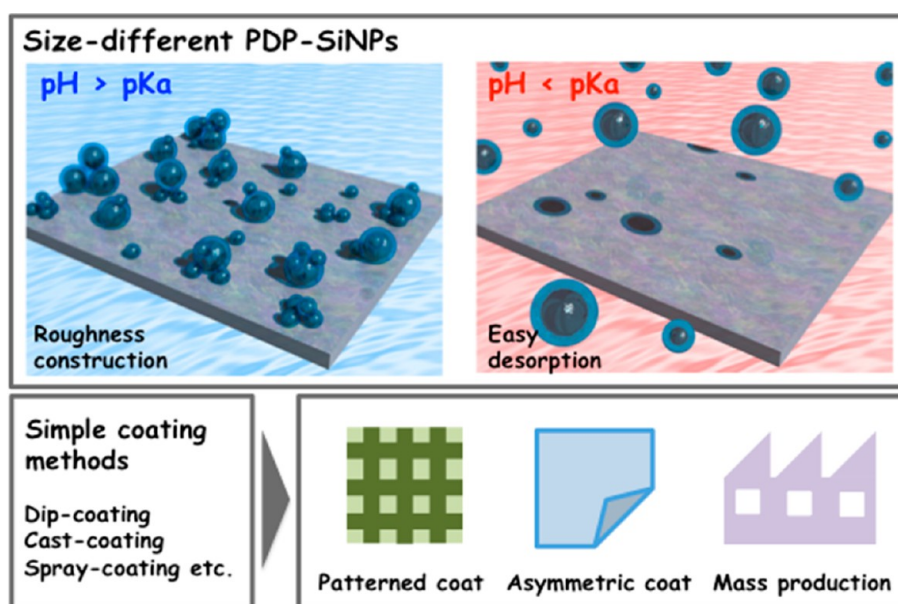 Size-different PDP-SiNPs
pH > pKa
Roughness
construction
pH < pKa
Easy
desorption
Simple coating
methods
Dip-coating
Cast-coating
Spray-coating etc.
Patterned coat
Asymmetric coat
Mass production